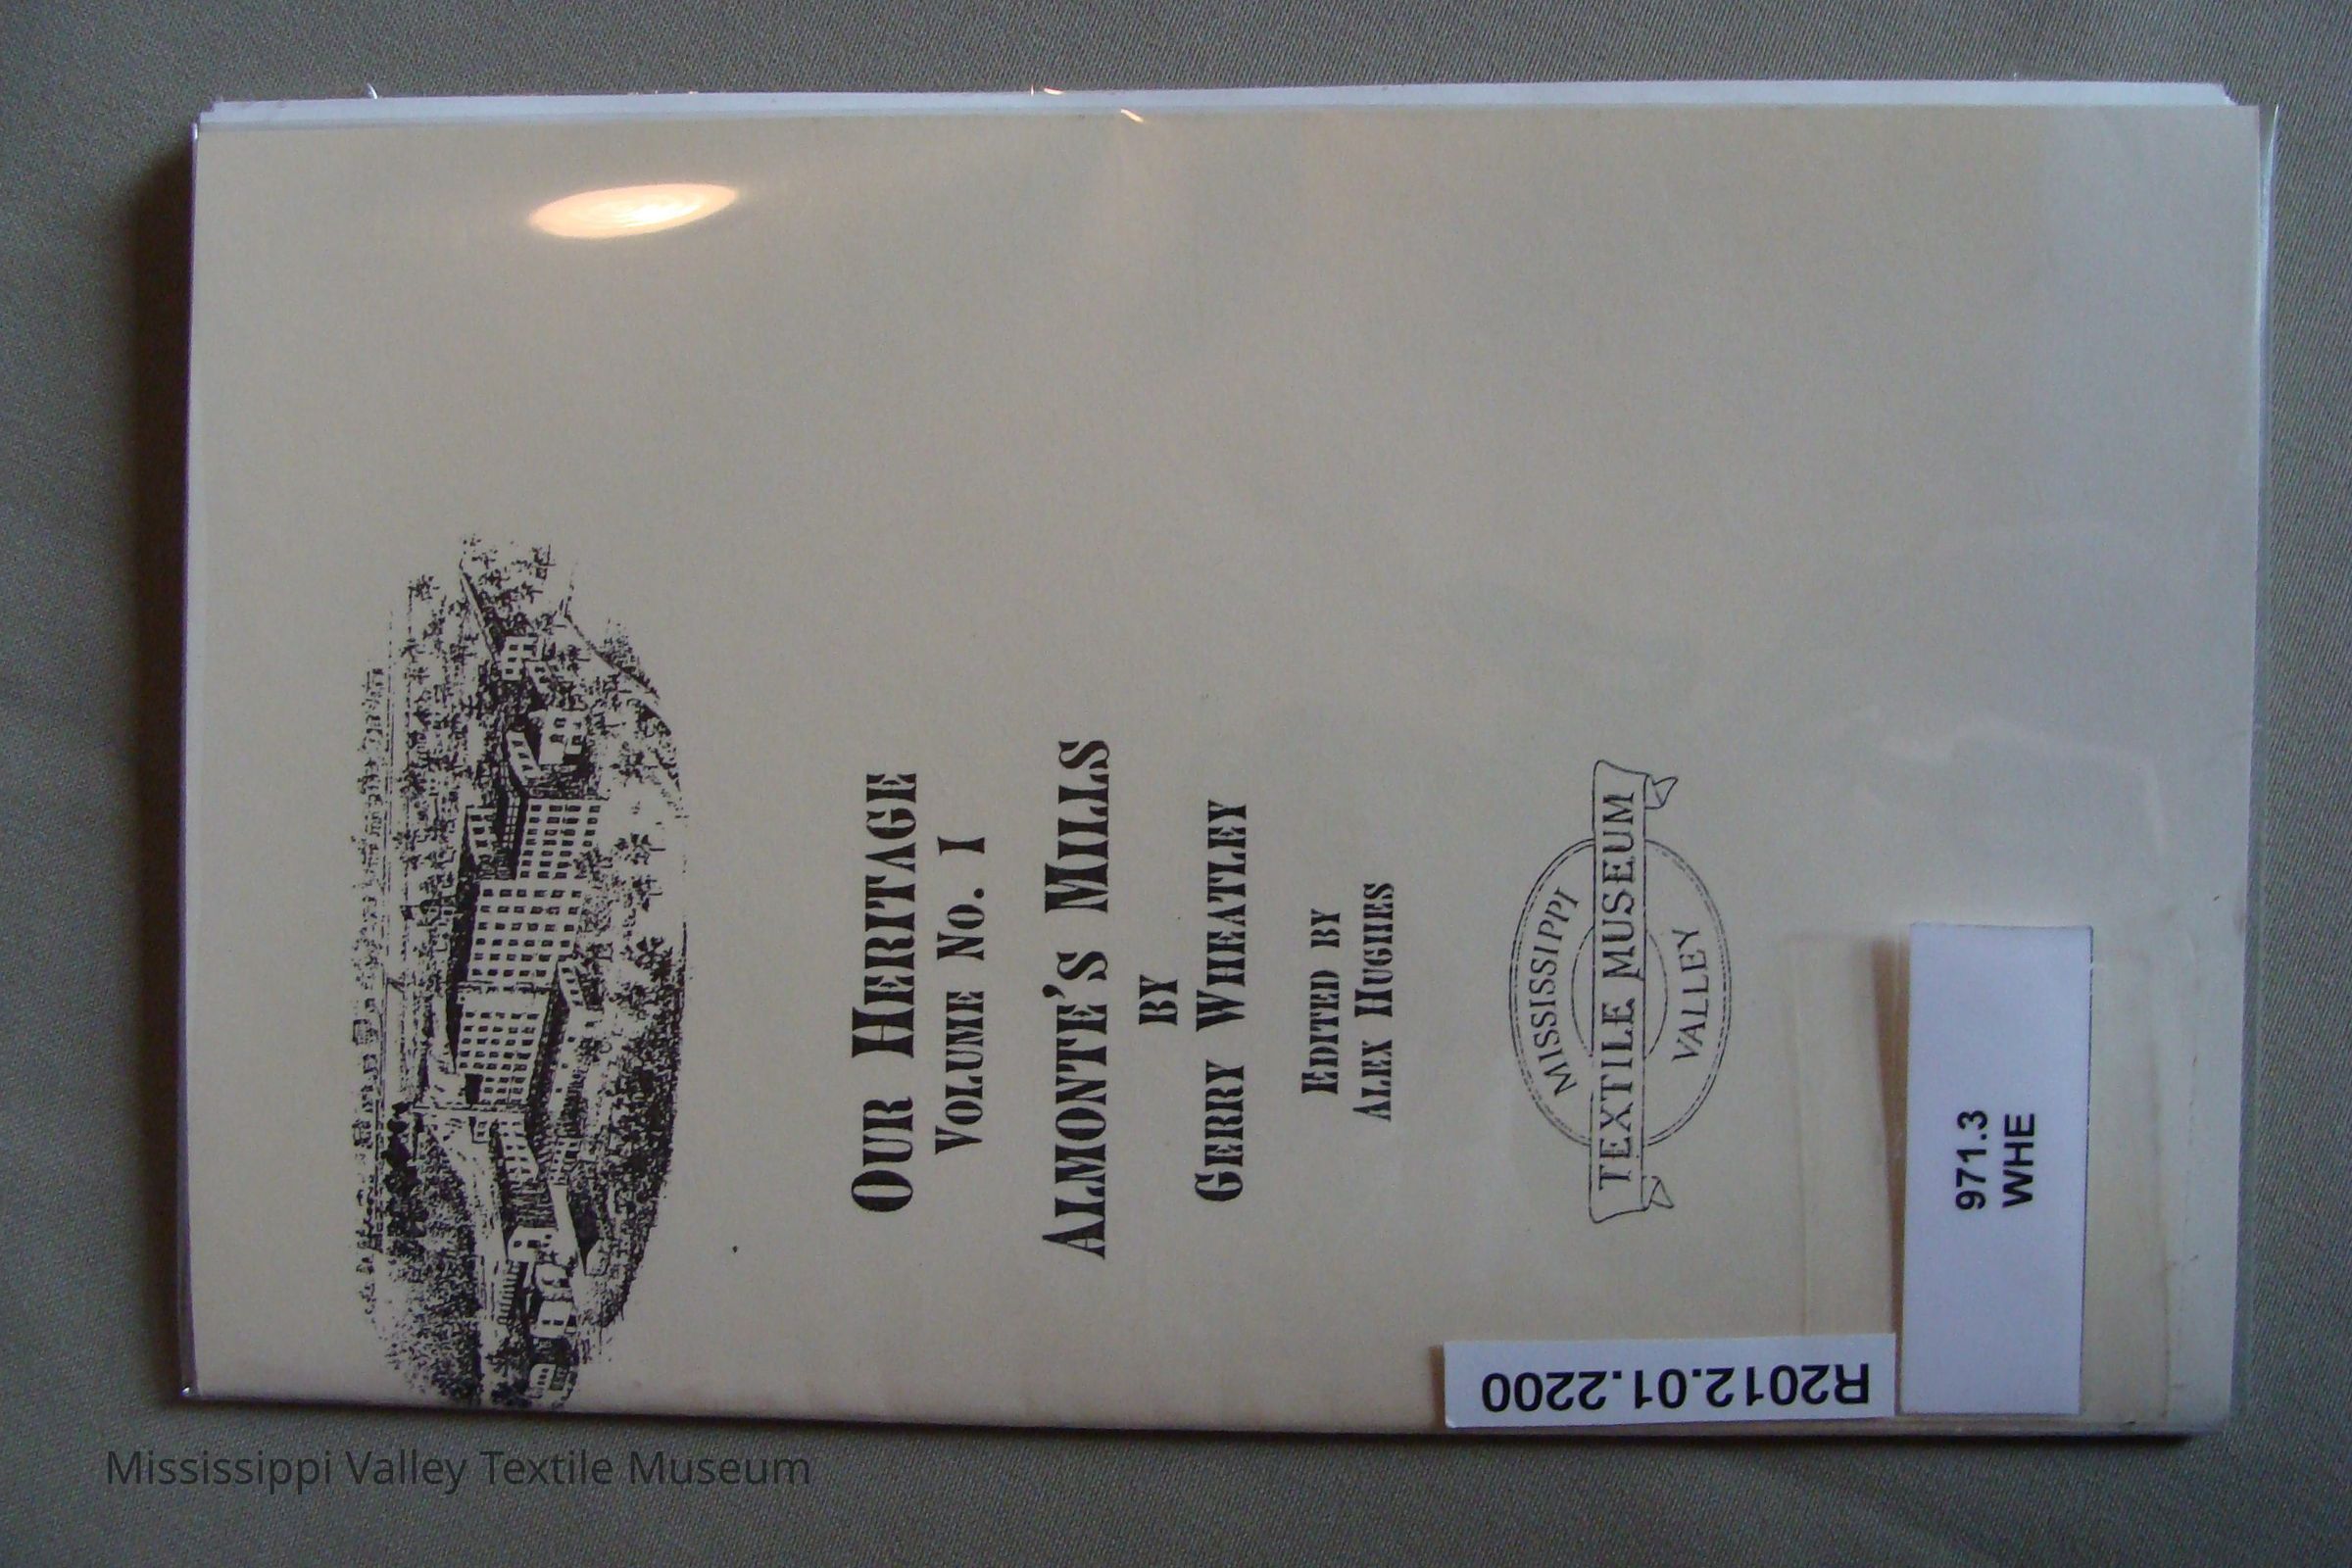 OUR HERITAGE
VOLUME NO. I
ALMONTE'S MILLS
BY
GERRY WHEATLEY
EDITED BY
ALEX HUGHES
MISSISSIPPI
TEXTILE MUSEUM
VALLEY
971.3
WHE
R2012.01.2200
Mississippi Valley Textile Museum